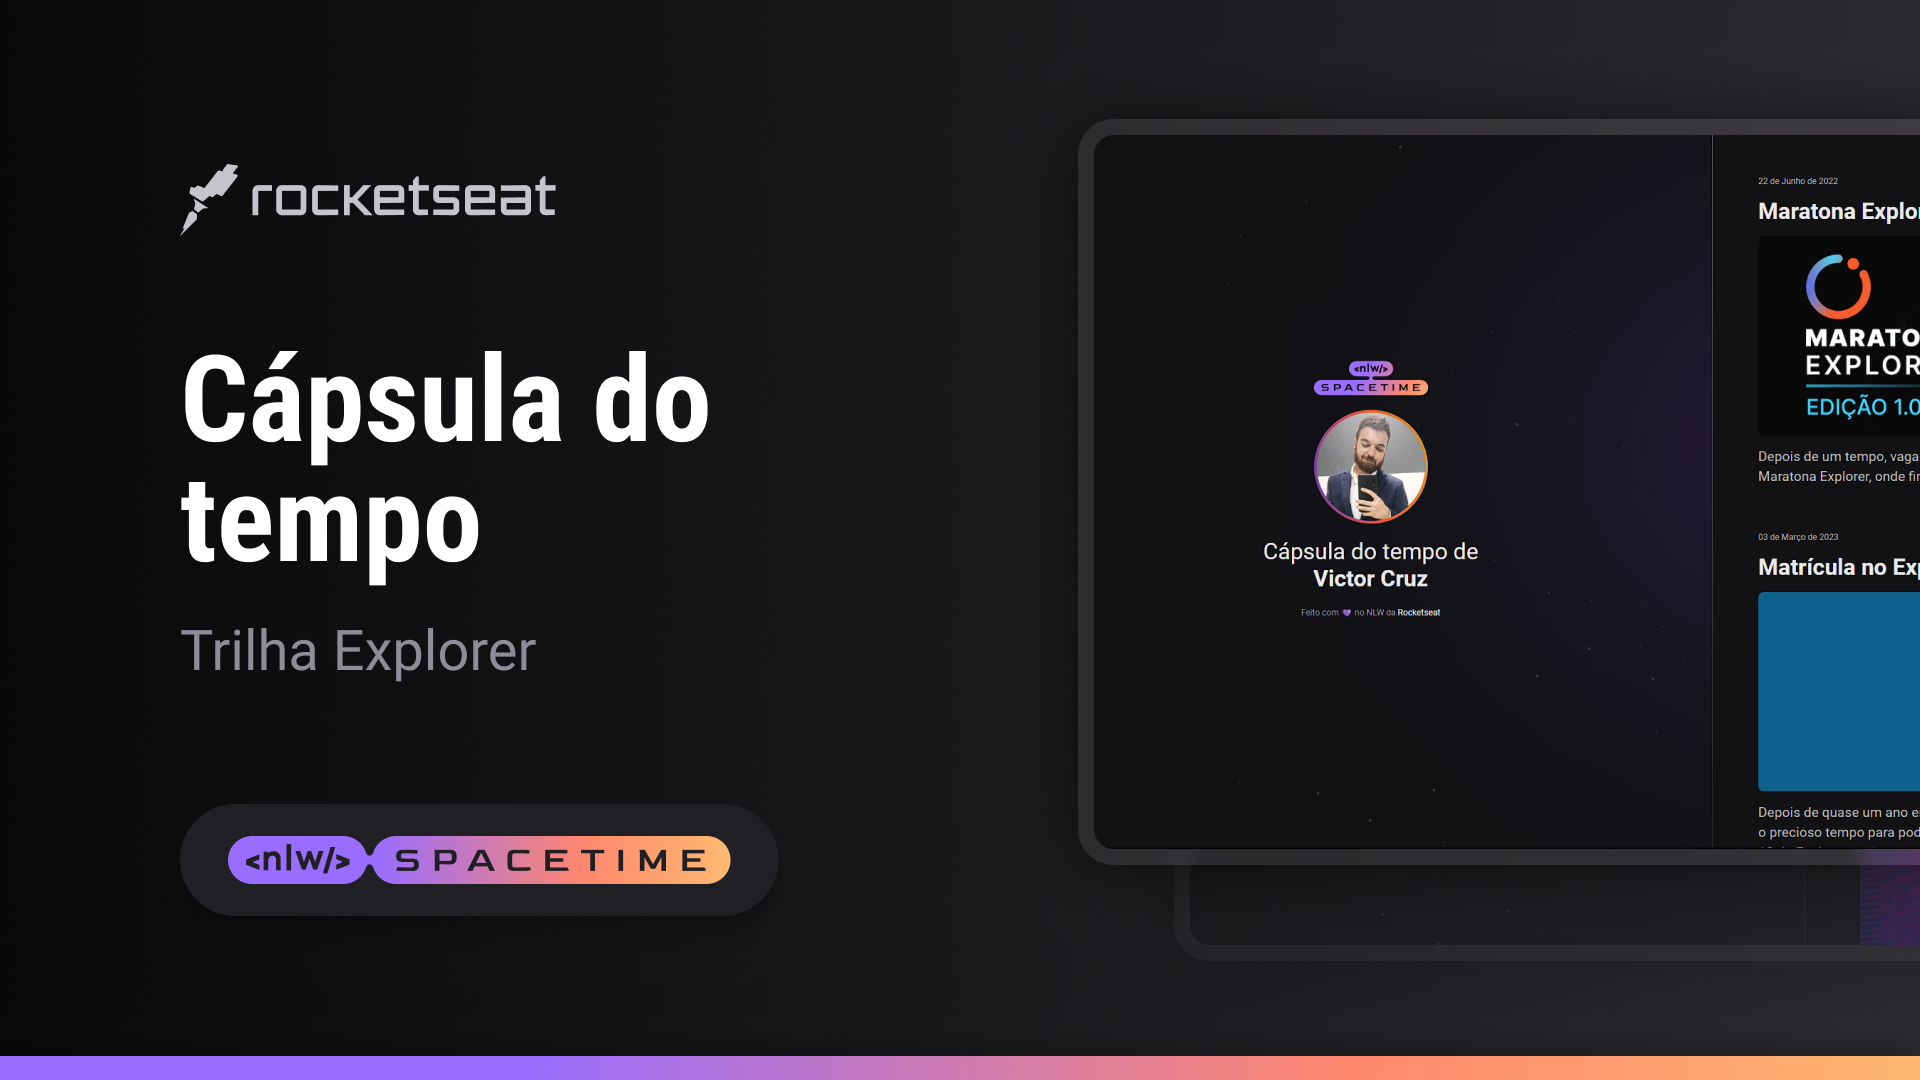 rocketseat
Cápsula do
tempo
Trilha Explorer
<nlw/> SPACETIME
<nlw/>
SPACETIME
Cápsula do tempo de
Victor Cruz
Feito com 💜 no NLW da Rocketseat
22 de Junho de 2022
Maratona Explor
MARATO
EXPLOR
EDIÇÃO 1.0
Depois de um tempo, vaga
Maratona Explorer, onde
03 de Março de 2023
Matrícula no Exp
Depois de quase um ano
o precioso tempo para pod